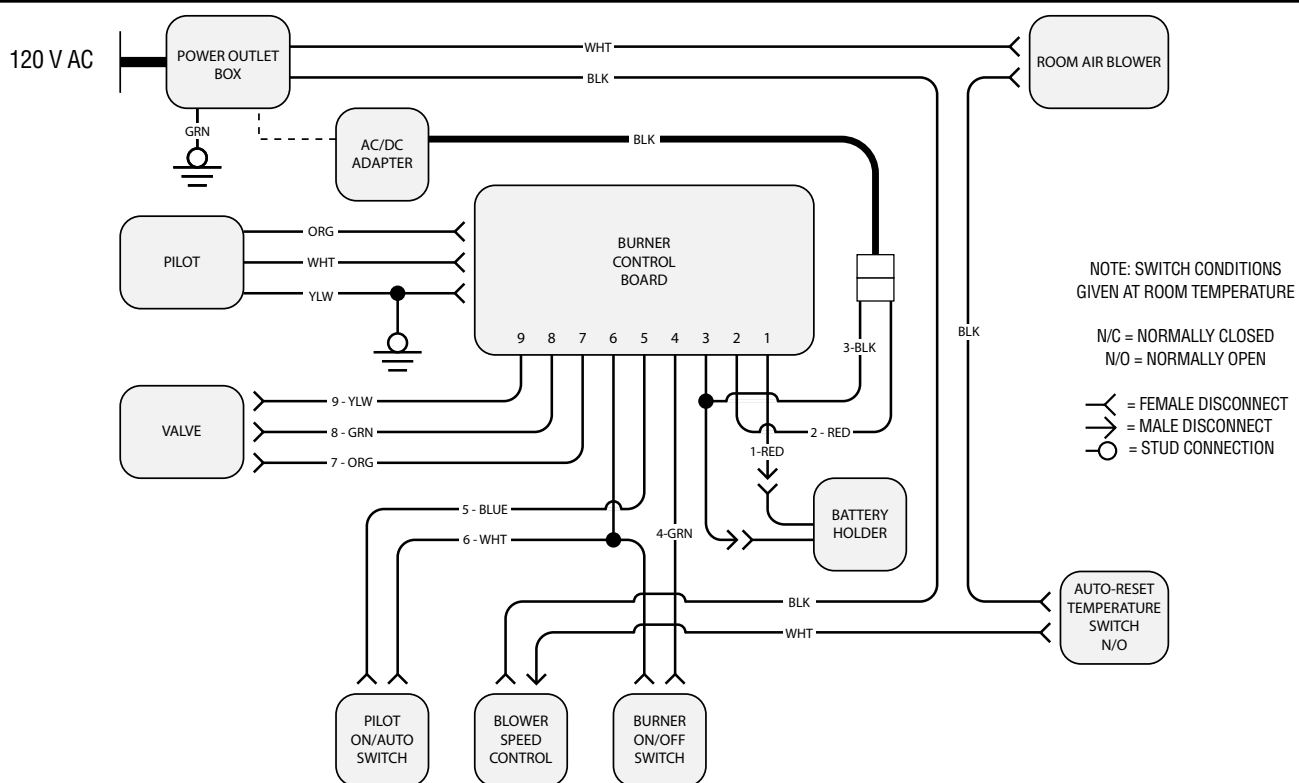 120 V AC
POWER OUTLET
BOX
WHT
BLK
ROOM AIR BLOWER
GRN
AC/DC
ADAPTER
BLK
PILOT
ORG
WHT
YLW
BURNER
CONTROL
BOARD
9 8 7 6 5 4 3 2 1
NOTE: SWITCH CONDITIONS
GIVEN AT ROOM TEMPERATURE
N/C = NORMALLY CLOSED
N/O = NORMALLY OPEN
= FEMALE DISCONNECT
= MALE DISCONNECT
= STUD CONNECTION
BLK
3-BLK
VALVE
9 - YLW
8 - GRN
7 - ORG
2 - RED
1-RED
BATTERY
HOLDER
5 - BLUE
6 - WHT
4-GRN
BLK
WHT
AUTO-RESET
TEMPERATURE
SWITCH
N/O
PILOT
ON/AUTO
SWITCH
BLOWER
SPEED
CONTROL
BURNER
ON/OFF
SWITCH